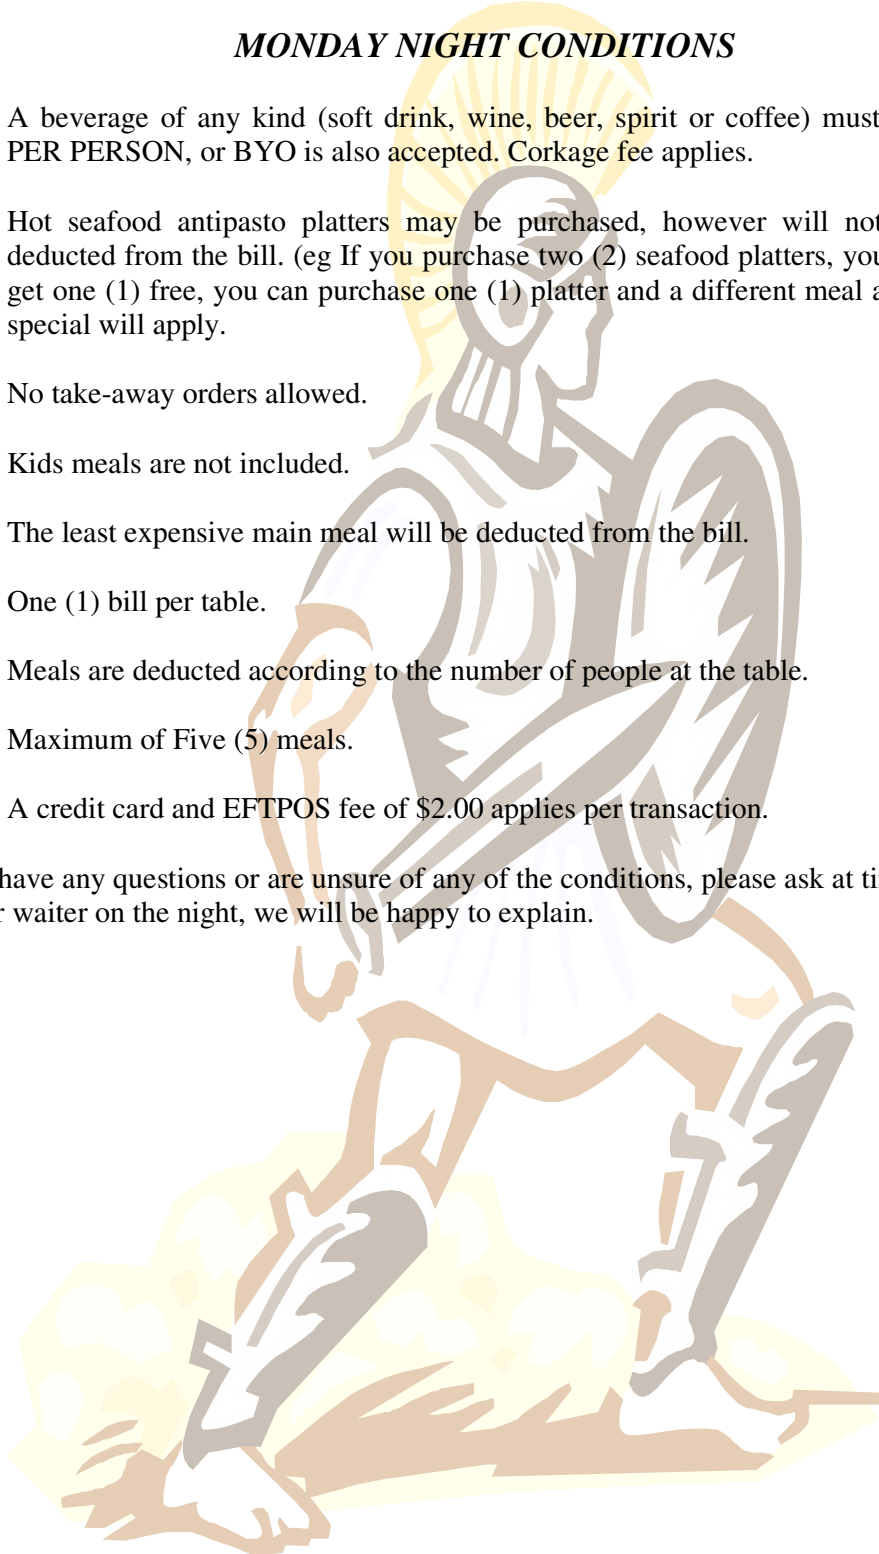 MONDAY NIGHT CONDITIONS
A beverage of any kind (soft drink, wine, beer, spirit or coffee) must
PER PERSON, or BYO is also accepted. Corkage fee applies.
Hot seafood antipasto platters may be purchased, however will not
deducted from the bill. (eg If you purchase two (2) seafood platters, you
get one (1) free, you can purchase one (1) platter and a different meal a
special will apply.
No take-away orders allowed.
Kids meals are not included.
The least expensive main meal will be deducted from the bill.
One (1) bill per table.
Meals are deducted according to the number of people at the table.
Maximum of Five (5) meals.
A credit card and EFTPOS fee of $2.00 applies per transaction.
have any questions or are unsure of any of the conditions, please ask at ti
r waiter on the night, we will be happy to explain.